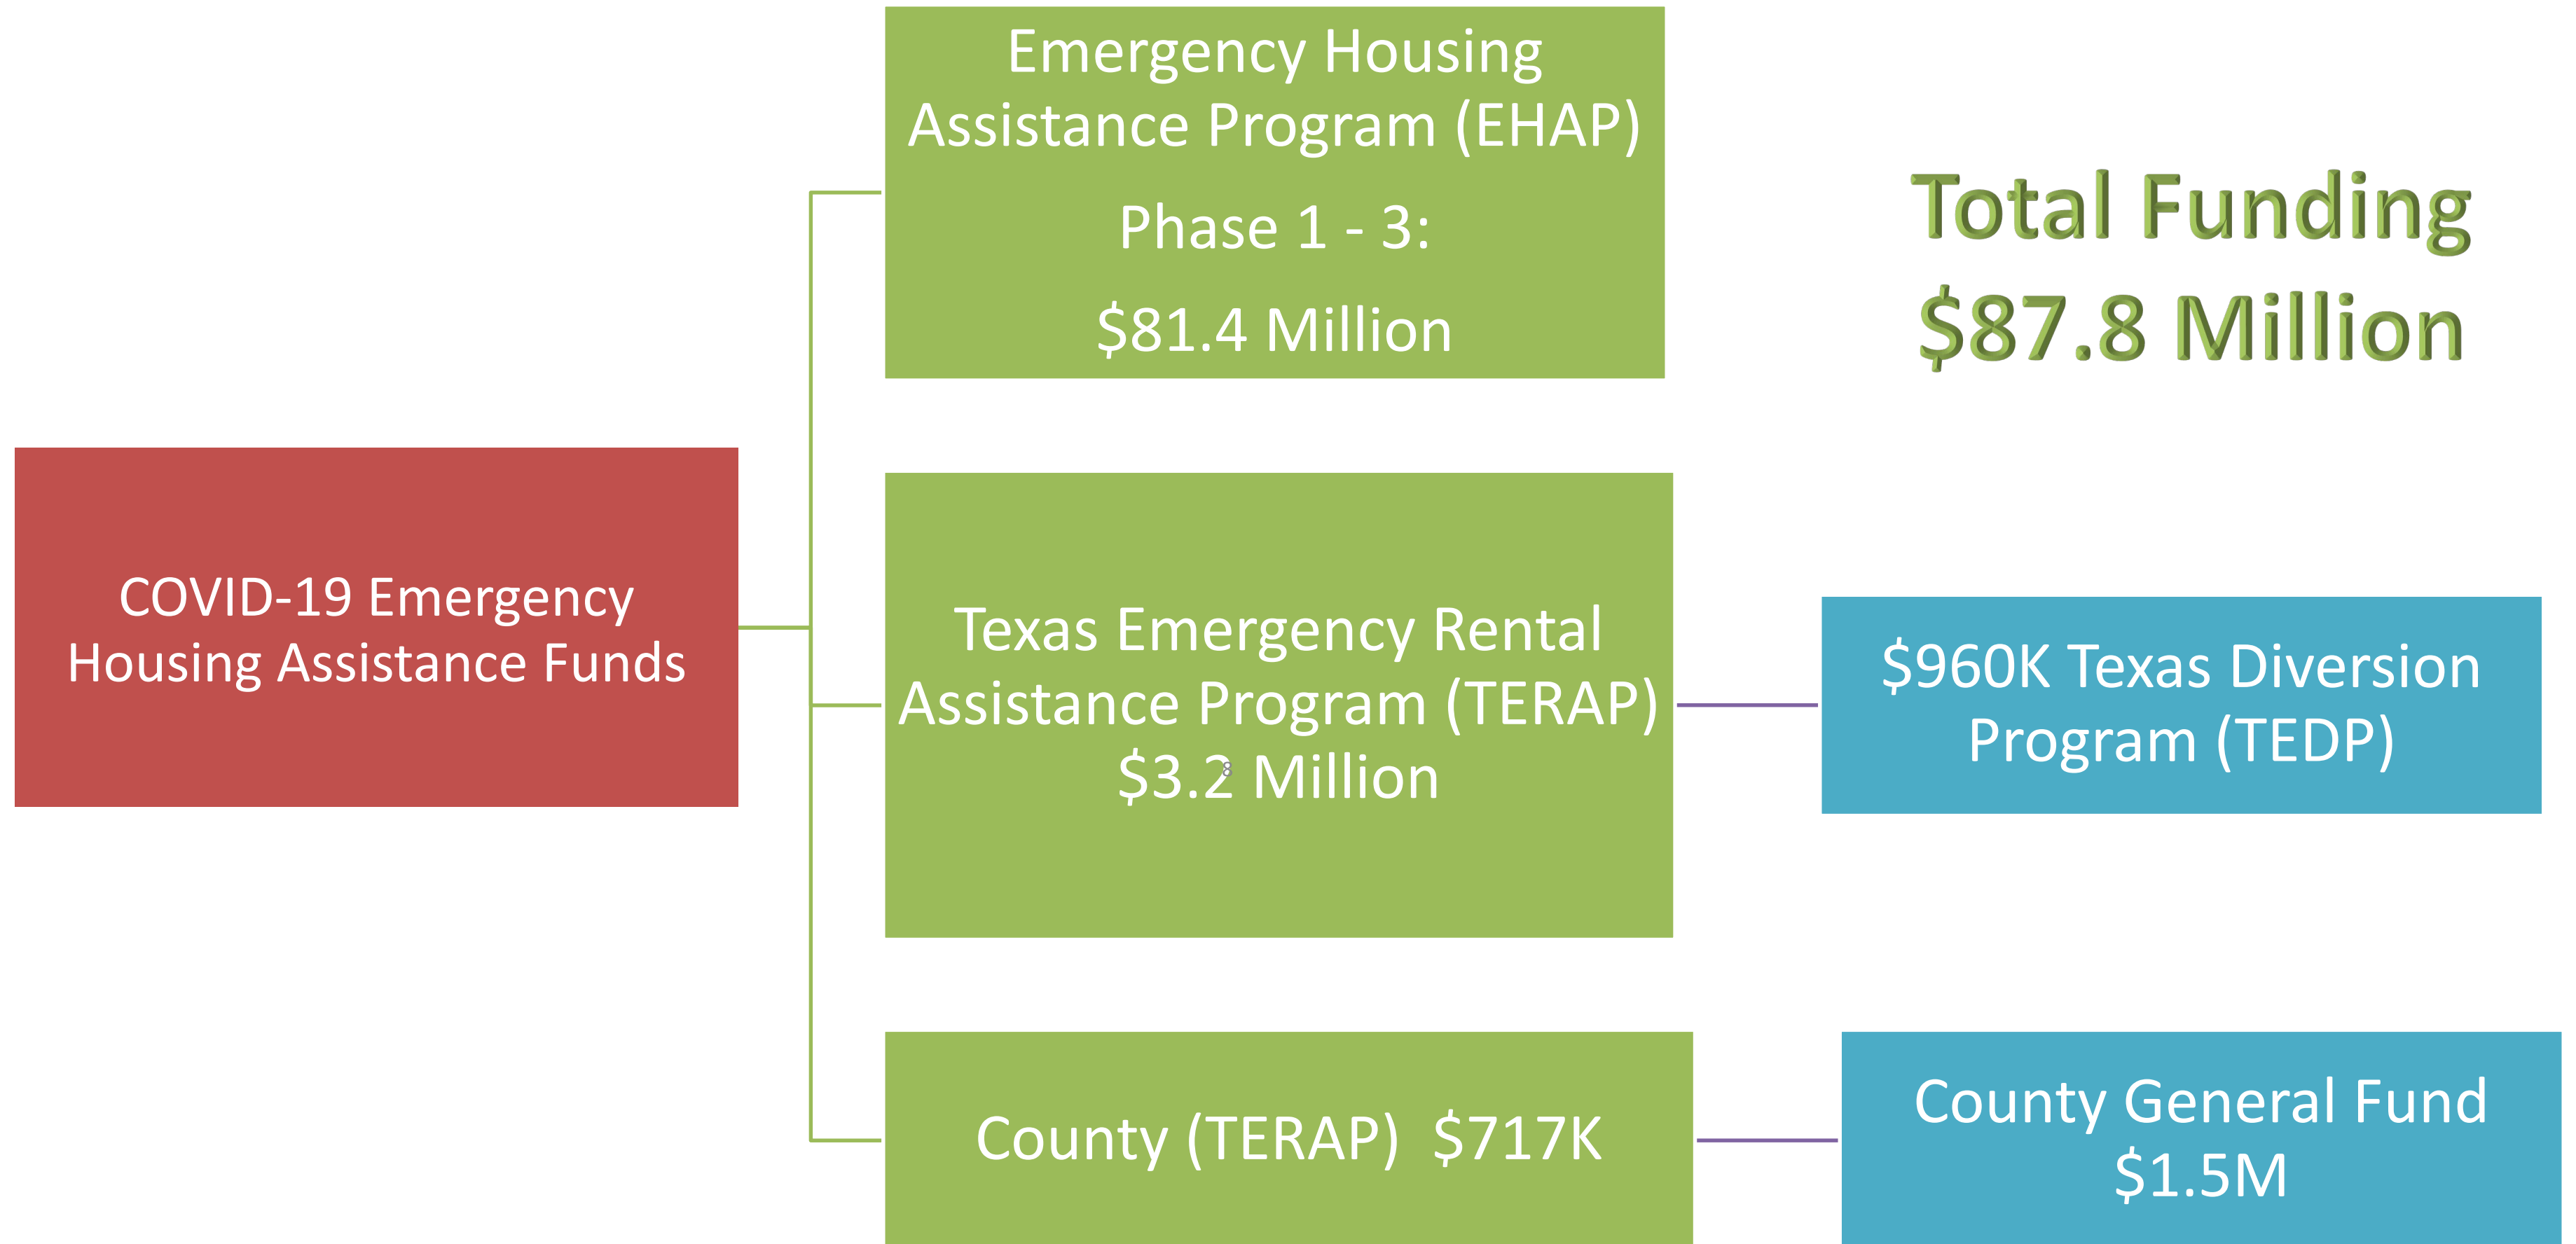 Emergency Housing
Assistance Program (EHAP)
Phase 1 - 3:
$81.4 Million
Total Funding
$87.8 Million
COVID-19 Emergency
Housing Assistance Funds
Texas Emergency Rental
Assistance Program (TERAP)
$3.2 Million
8
$960K Texas Diversion
Program (TEDP)
County (TERAP)  $717K
County General Fund
$1.5M